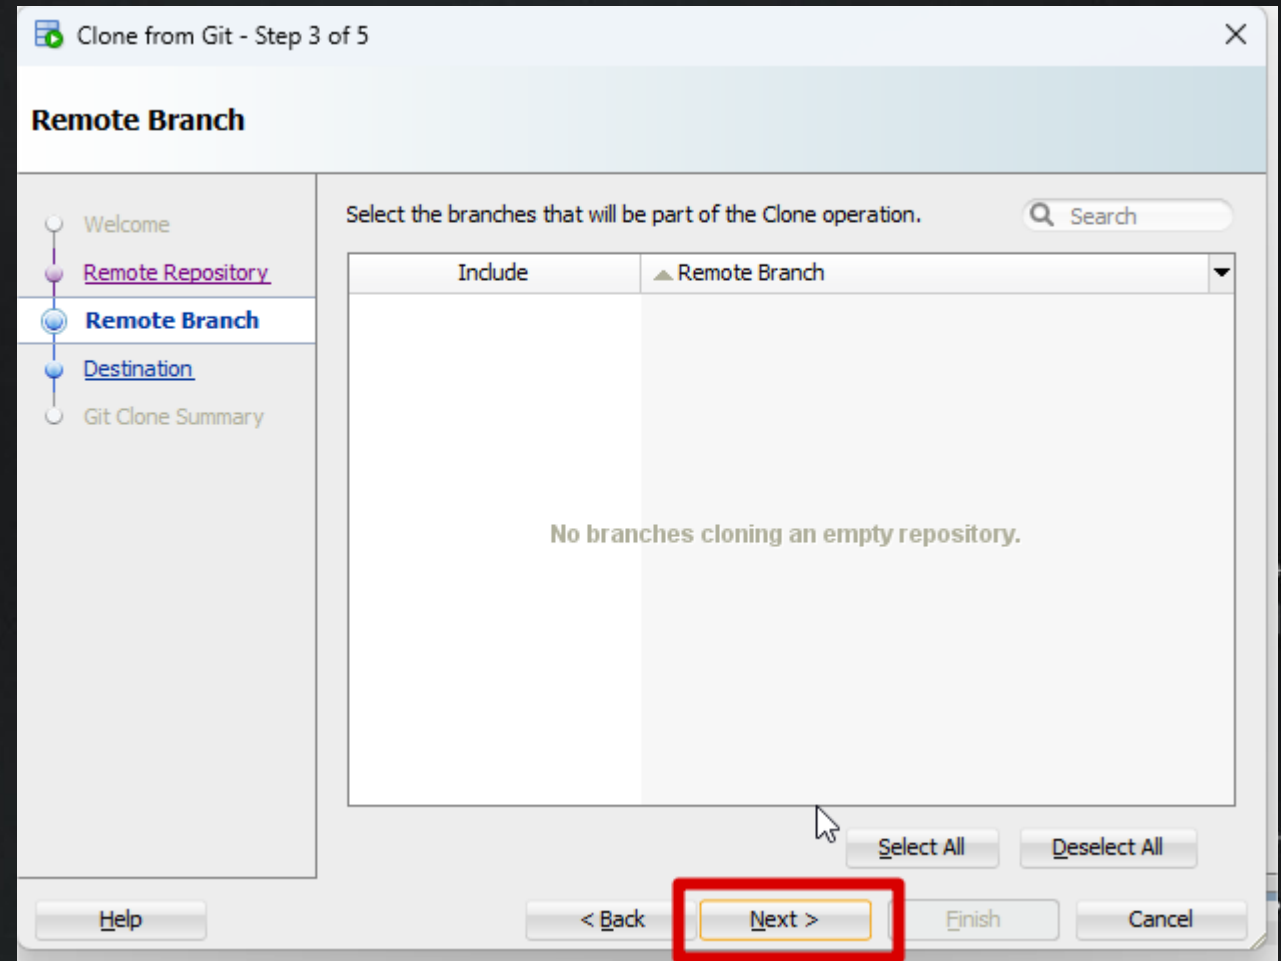 Clone from Git - Step 3 of 5
Remote Branch
Welcome
Remote Repository
Remote Branch
Destination
Git Clone Summary
Select the branches that will be part of the Clone operation.
Search
Include
Remote Branch
No branches cloning an empty repository.
Select All
Deselect All
Help
< Back
Next >
Finish
Cancel